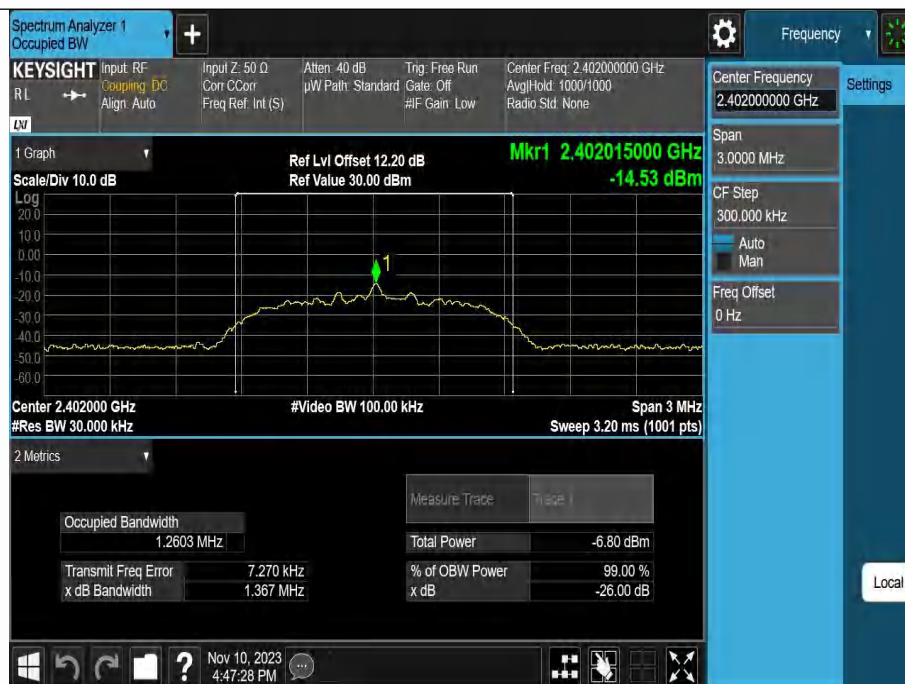 Spectrum Analyzer 1
Occupied BW
Frequency
KEYSIGHT
R L
LXI
Input: RF
Coupling: DC
Align: Auto
Input Z: 50 Ω
Corr CCorr
Freq Ref: Int (S)
Atten: 40 dB
µW Path: Standard
Trig: Free Run
Gate: Off
#IF Gain: Low
Center Freq: 2.402000000 GHz
Avg|Hold: 1000/1000
Radio Std: None
Center Frequency
2.402000000 GHz
Settings
Span
3.0000 MHz
CF Step
300.000 kHz
Auto
Man
Freq Offset
0 Hz
Local
1 Graph
Scale/Div 10.0 dB
Ref Lvl Offset 12.20 dB
Ref Value 30.00 dBm
Mkr1 2.402015000 GHz
-14.53 dBm
Log
20.0
10.0
0.00
-10.0
-20.0
-30.0
-40.0
-50.0
-60.0
1
Center 2.402000 GHz
#Res BW 30.000 kHz
#Video BW 100.00 kHz
Span 3 MHz
Sweep 3.20 ms (1001 pts)
2 Metrics
Measure Trace
Trace 1
Occupied Bandwidth
1.2603 MHz
Total Power
-6.80 dBm
Transmit Freq Error
7.270 kHz
% of OBW Power
99.00 %
x dB Bandwidth
1.367 MHz
x dB
-26.00 dB
?
Nov 10, 2023
4:47:28 PM